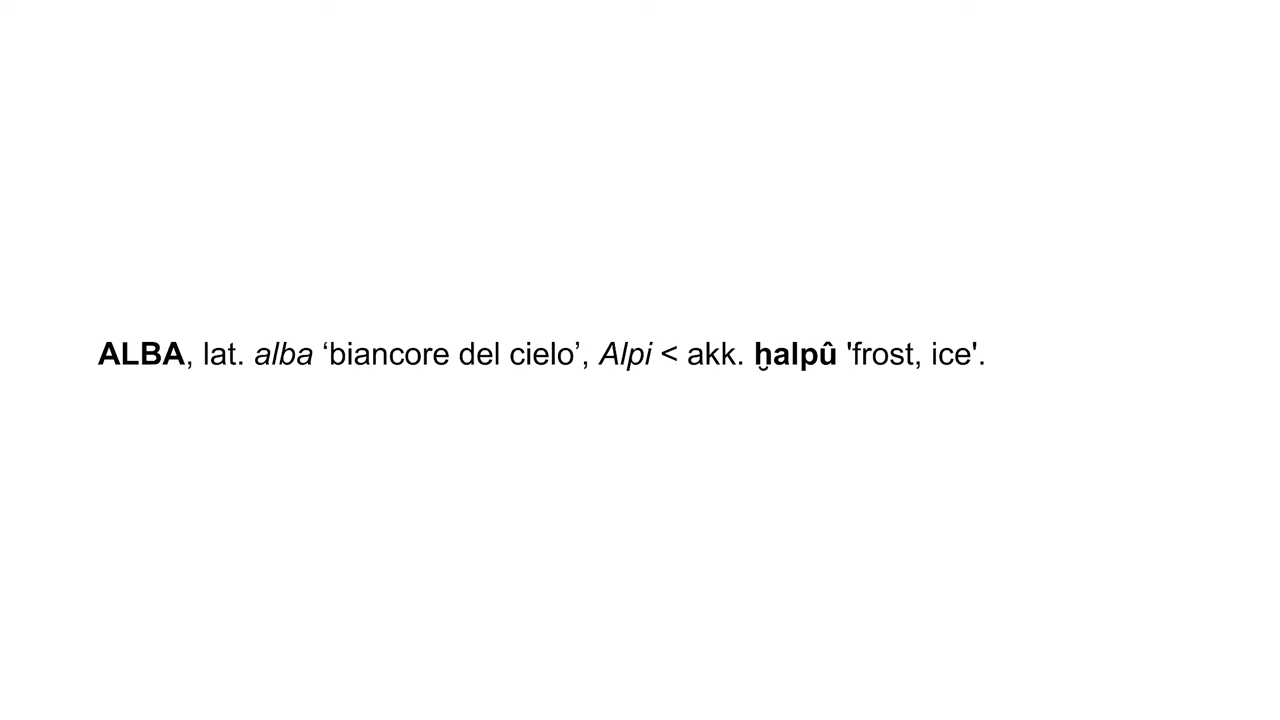 ALBA, lat. alba ‘biancore del cielo’, Alpi < akk. ḫalpû 'frost, ice'.